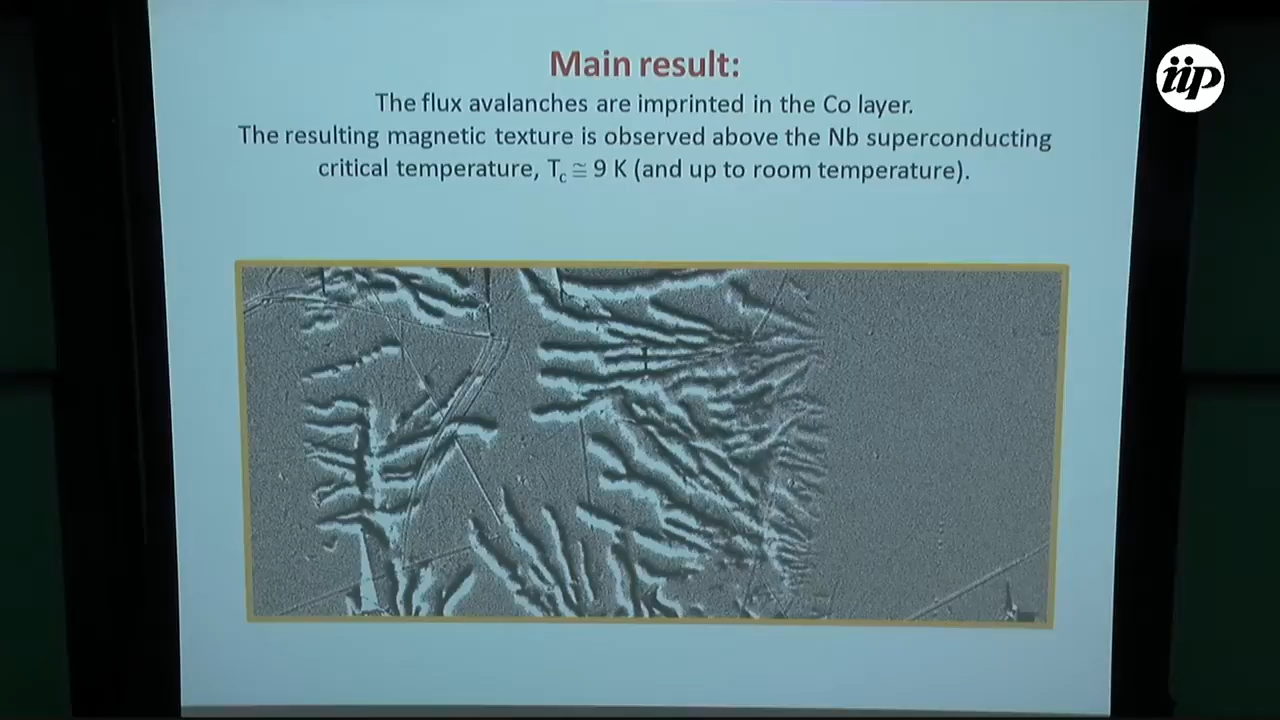 Main result:
The flux avalanches are imprinted in the Co layer.
The resulting magnetic texture is observed above the Nb superconducting
critical temperature, Tc ≅ 9 K (and up to room temperature).
iip